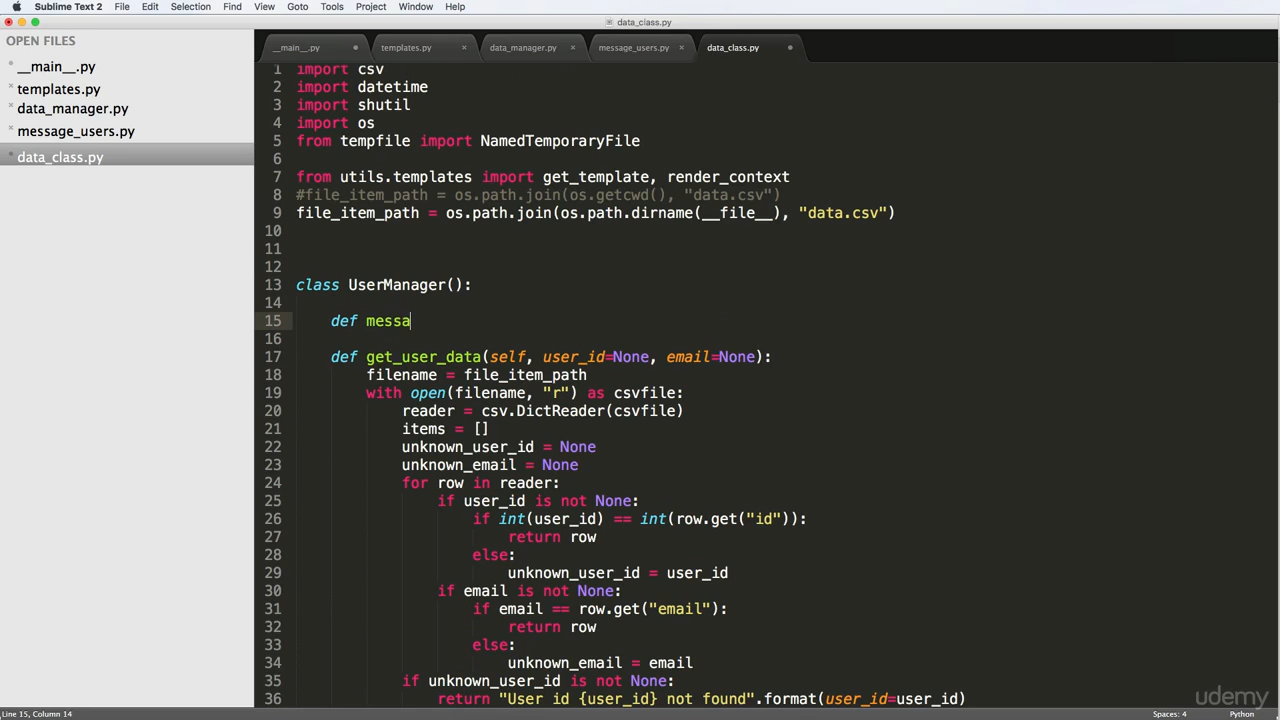 Sublime Text 2 File Edit Selection Find View Goto Tools Project Window Help
data_class.py
OPEN FILES
__main__.py
templates.py
data_manager.py
message_users.py
data_class.py
__main__.py templates.py data_manager.py message_users.py data_class.py
1 import csv
2 import datetime
3 import shutil
4 import os
5 from tempfile import NamedTemporaryFile
6
7 from utils.templates import get_template, render_context
8 #file_item_path = os.path.join(os.getcwd(), "data.csv")
9 file_item_path = os.path.join(os.path.dirname(__file__), "data.csv")
10
11
12
13 class UserManager():
14
15 def messa
16
17 def get_user_data(self, user_id=None, email=None):
18 filename = file_item_path
19 with open(filename, "r") as csvfile:
20 reader = csv.DictReader(csvfile)
21 items = []
22 unknown_user_id = None
23 unknown_email = None
24 for row in reader:
25 if user_id is not None:
26 if int(user_id) == int(row.get("id")):
27 return row
28 else:
29 unknown_user_id = user_id
30 if email is not None:
31 if email == row.get("email"):
32 return row
33 else:
34 unknown_email = email
35 if unknown_user_id is not None:
36 return "User id {user_id} not found".format(user_id=user_id)
udemy
Line 15, Column 14 Spaces: 4 Python